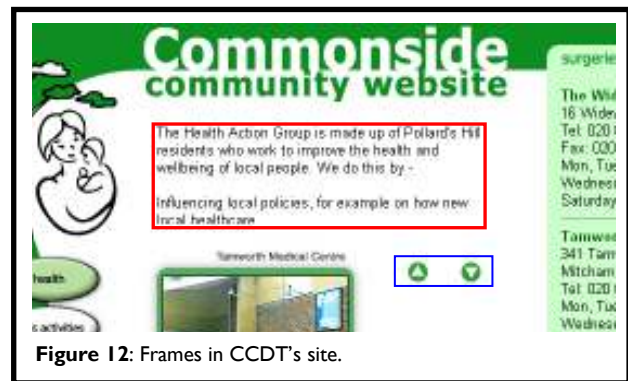 Commonside
community website
The Health Action Group is made up of Pollard's Hill
residents who work to improve the health and
wellbeing of local people. We do this by -
Influencing local policies, for example on how new
local healthcare
Tamworth Medical Centre
health
s activities
surgerie
The Wid
16 Wide
Tel: 020
Fax: 020
Mon, Tue
Wednes
Saturday
Tamwo
341 Tam
Mitcham
Tel: 020
Mon, Tue
Wednes
Figure 12: Frames in CCDT's site.